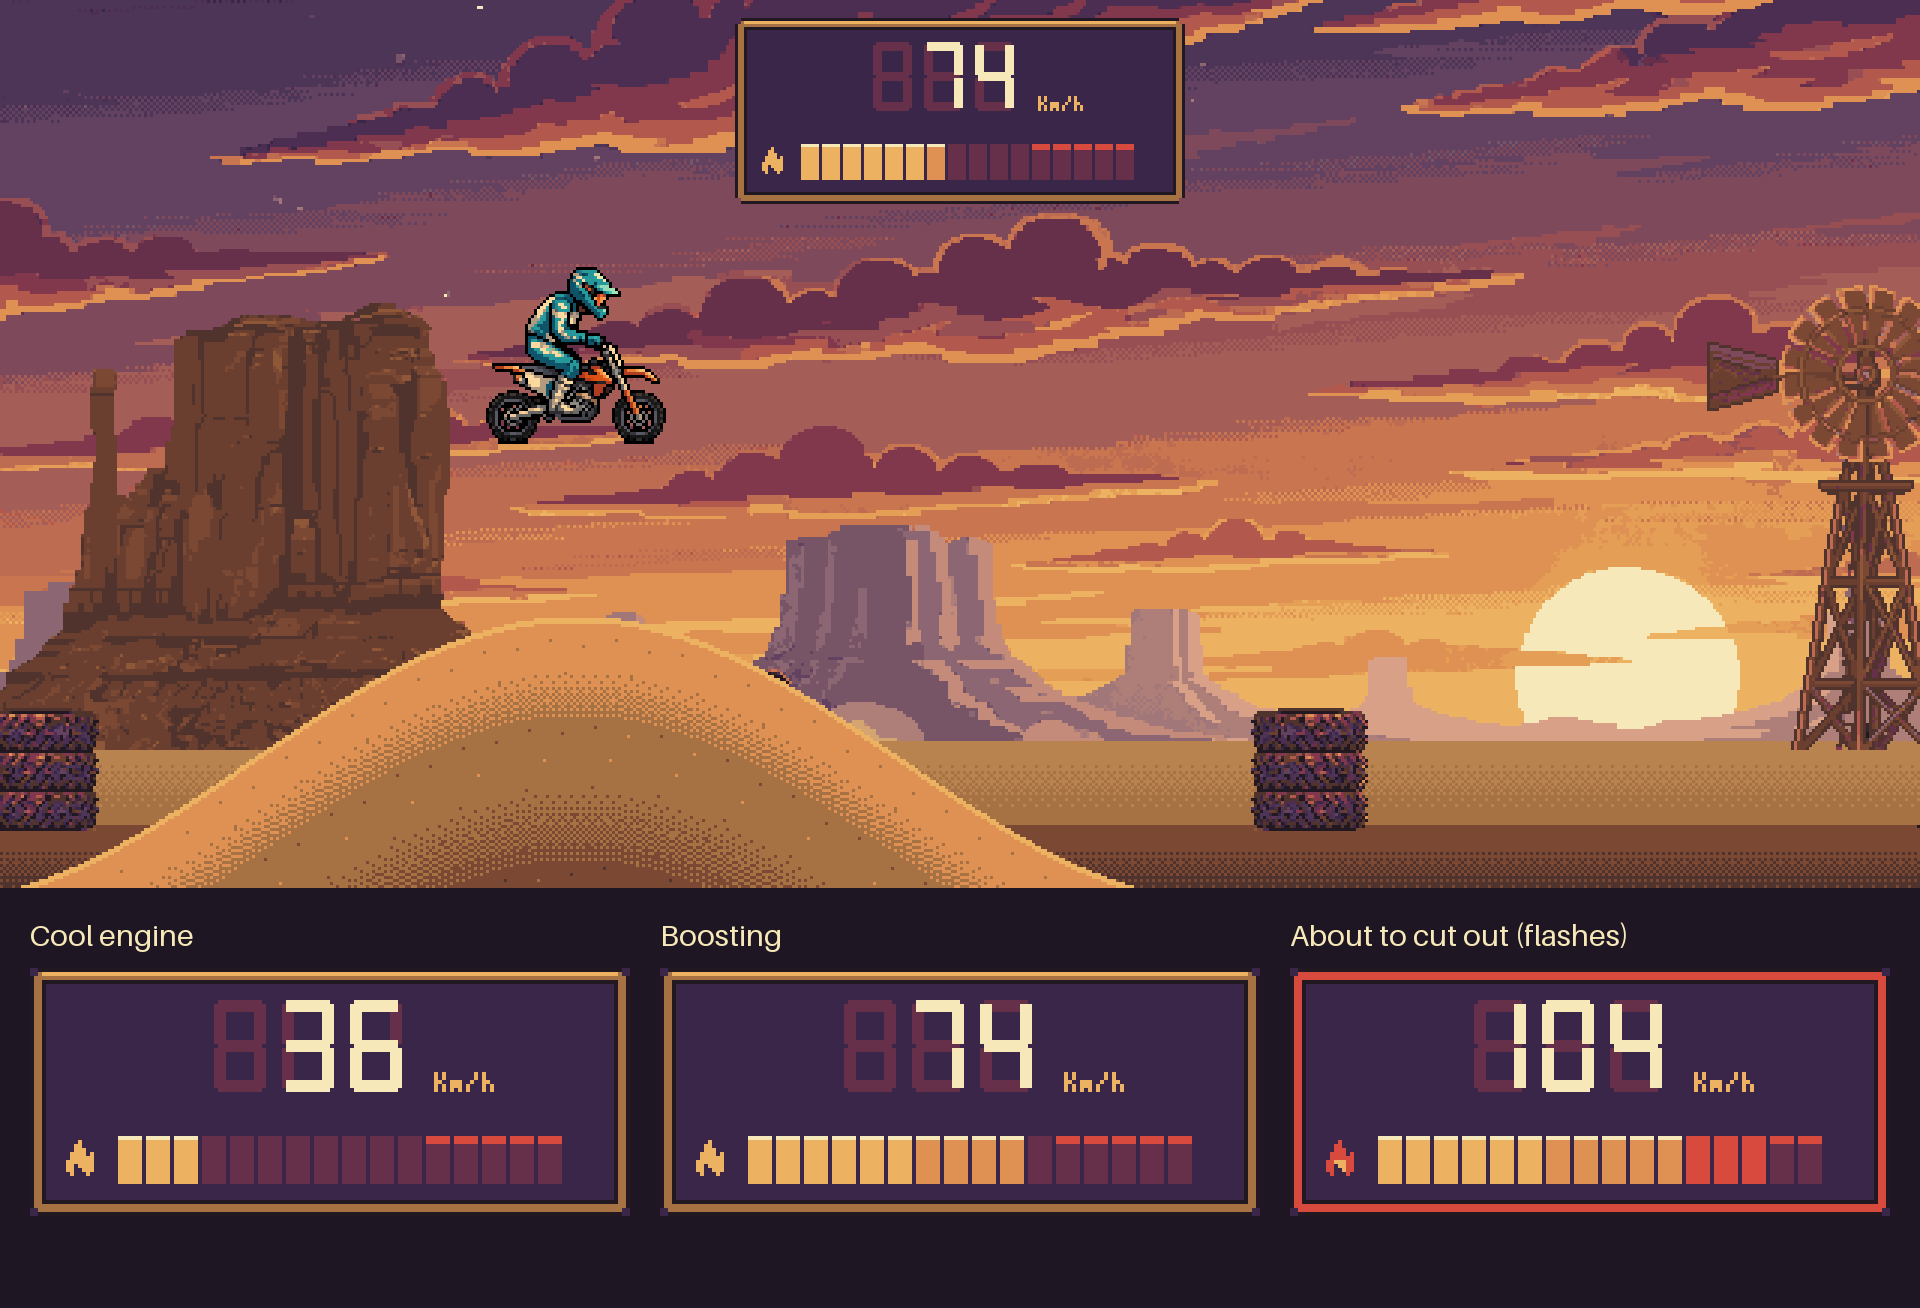 74 Km/h
Cool engine
Boosting
About to cut out (flashes)
36 Km/h
74 Km/h
104 Km/h